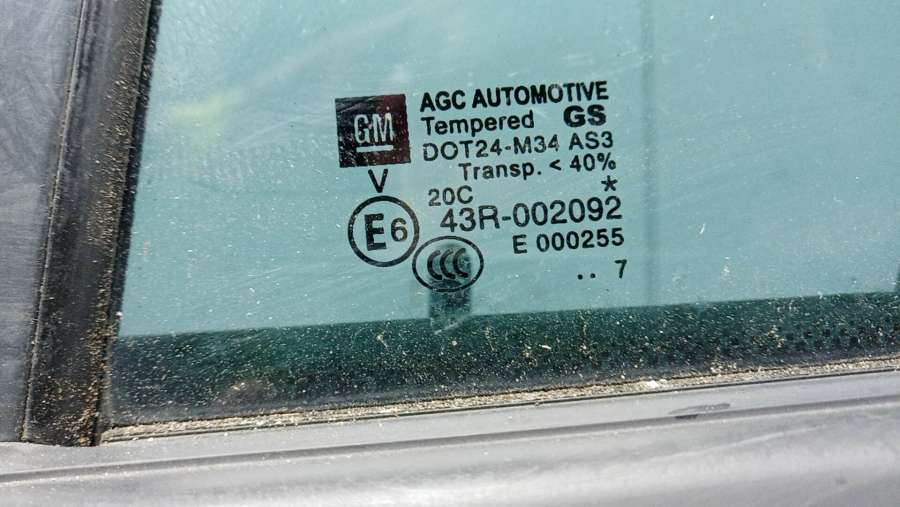 GM
AGC AUTOMOTIVE
Tempered GS
DOT24-M34 AS3
Transp. < 40%
V
20C *
E6
43R-002092
E 000255
CCC
.. 7